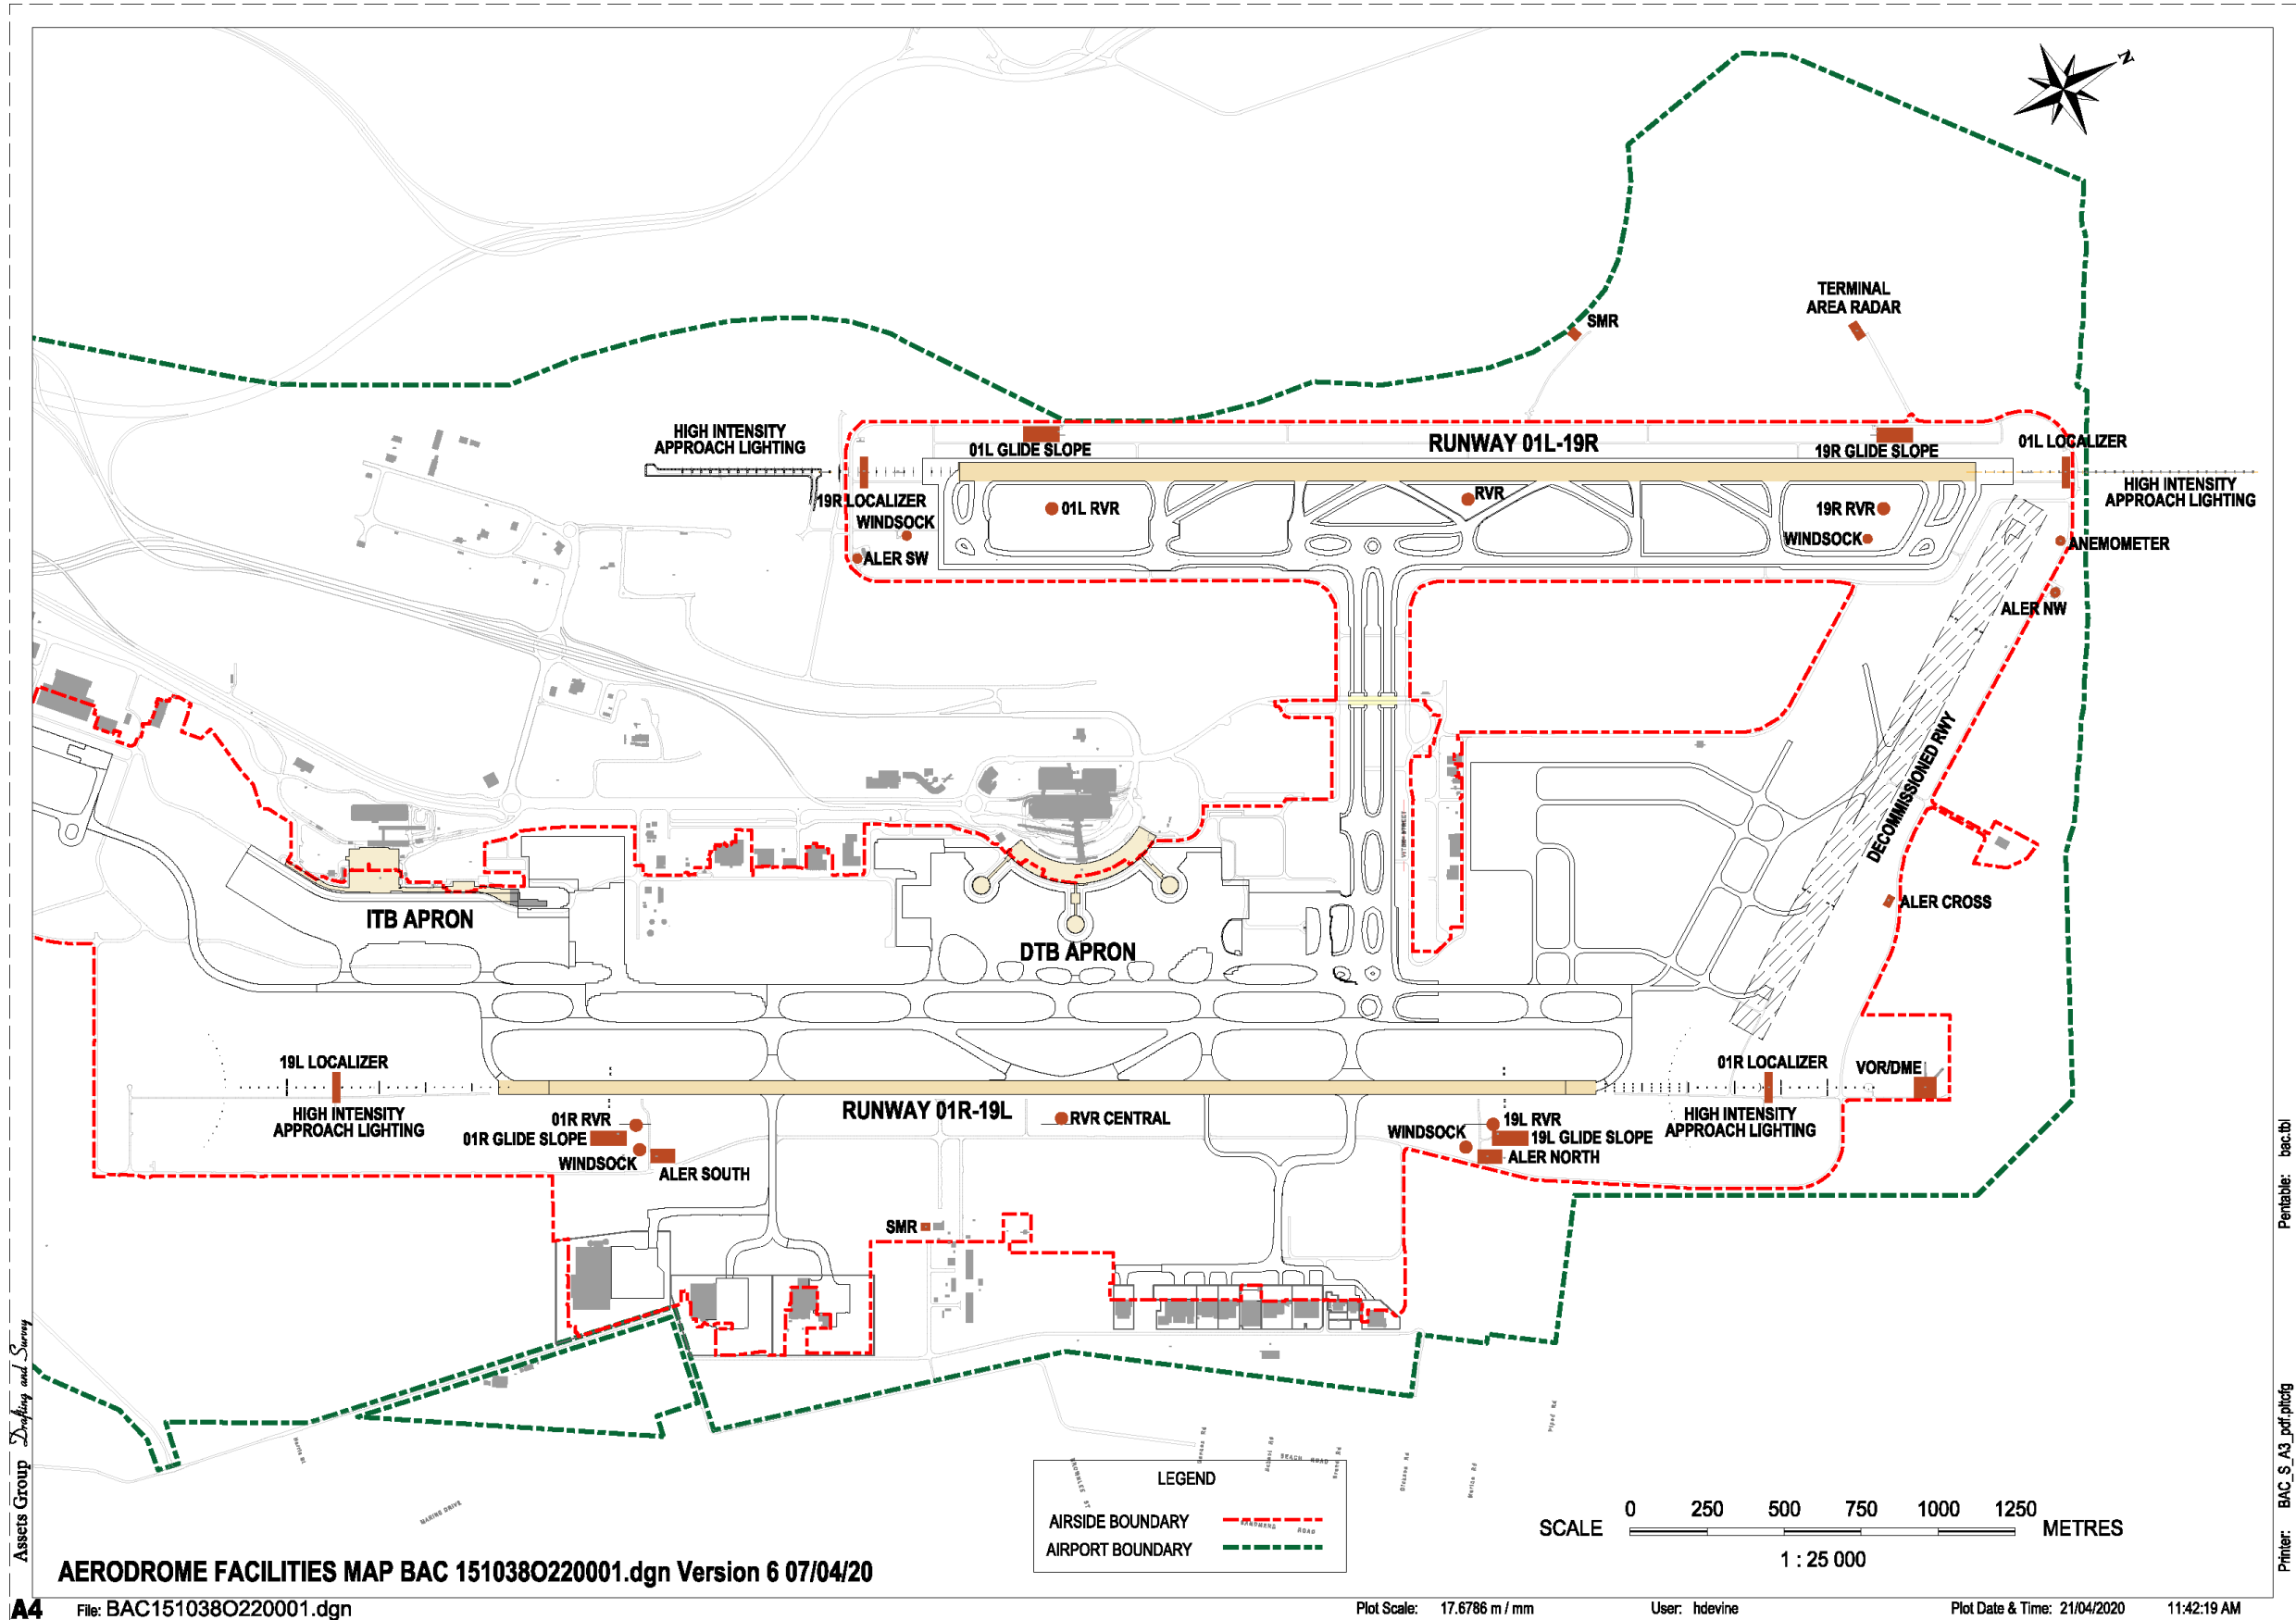 N
TERMINAL
AREA RADAR
SMR
HIGH INTENSITY
APPROACH LIGHTING
01L GLIDE SLOPE
RUNWAY 01L-19R
19R GLIDE SLOPE
01L LOCALIZER
HIGH INTENSITY
APPROACH LIGHTING
19R LOCALIZER
WINDSOCK
01L RVR
RVR
19R RVR
WINDSOCK
ANEMOMETER
ALER SW
ALER NW
DECOMMISSIONED RWY
ITB APRON
DTB APRON
ALER CROSS
19L LOCALIZER
HIGH INTENSITY
APPROACH LIGHTING
01R LOCALIZER
VOR/DME
RUNWAY 01R-19L
01R RVR
01R GLIDE SLOPE
WINDSOCK
ALER SOUTH
RVR CENTRAL
WINDSOCK
19L RVR
19L GLIDE SLOPE
ALER NORTH
HIGH INTENSITY
APPROACH LIGHTING
SMR
MARINE DRIVE
BEACH ROAD
LEGEND
AIRSIDE BOUNDARY
AIRPORT BOUNDARY
SCALE
0 250 500 750 1000 1250
METRES
1 : 25 000
AERODROME FACILITIES MAP BAC 151038O220001.dgn Version 6 07/04/20
A4
File: BAC151038O220001.dgn
Plot Scale: 17.6786 m / mm
User: hdevine
Plot Date & Time: 21/04/2020 11:42:19 AM
Assets Group Drafting and Survey
Printer: BAC_S_A3_pdf.pltcfg
Pentable: bac.tbl